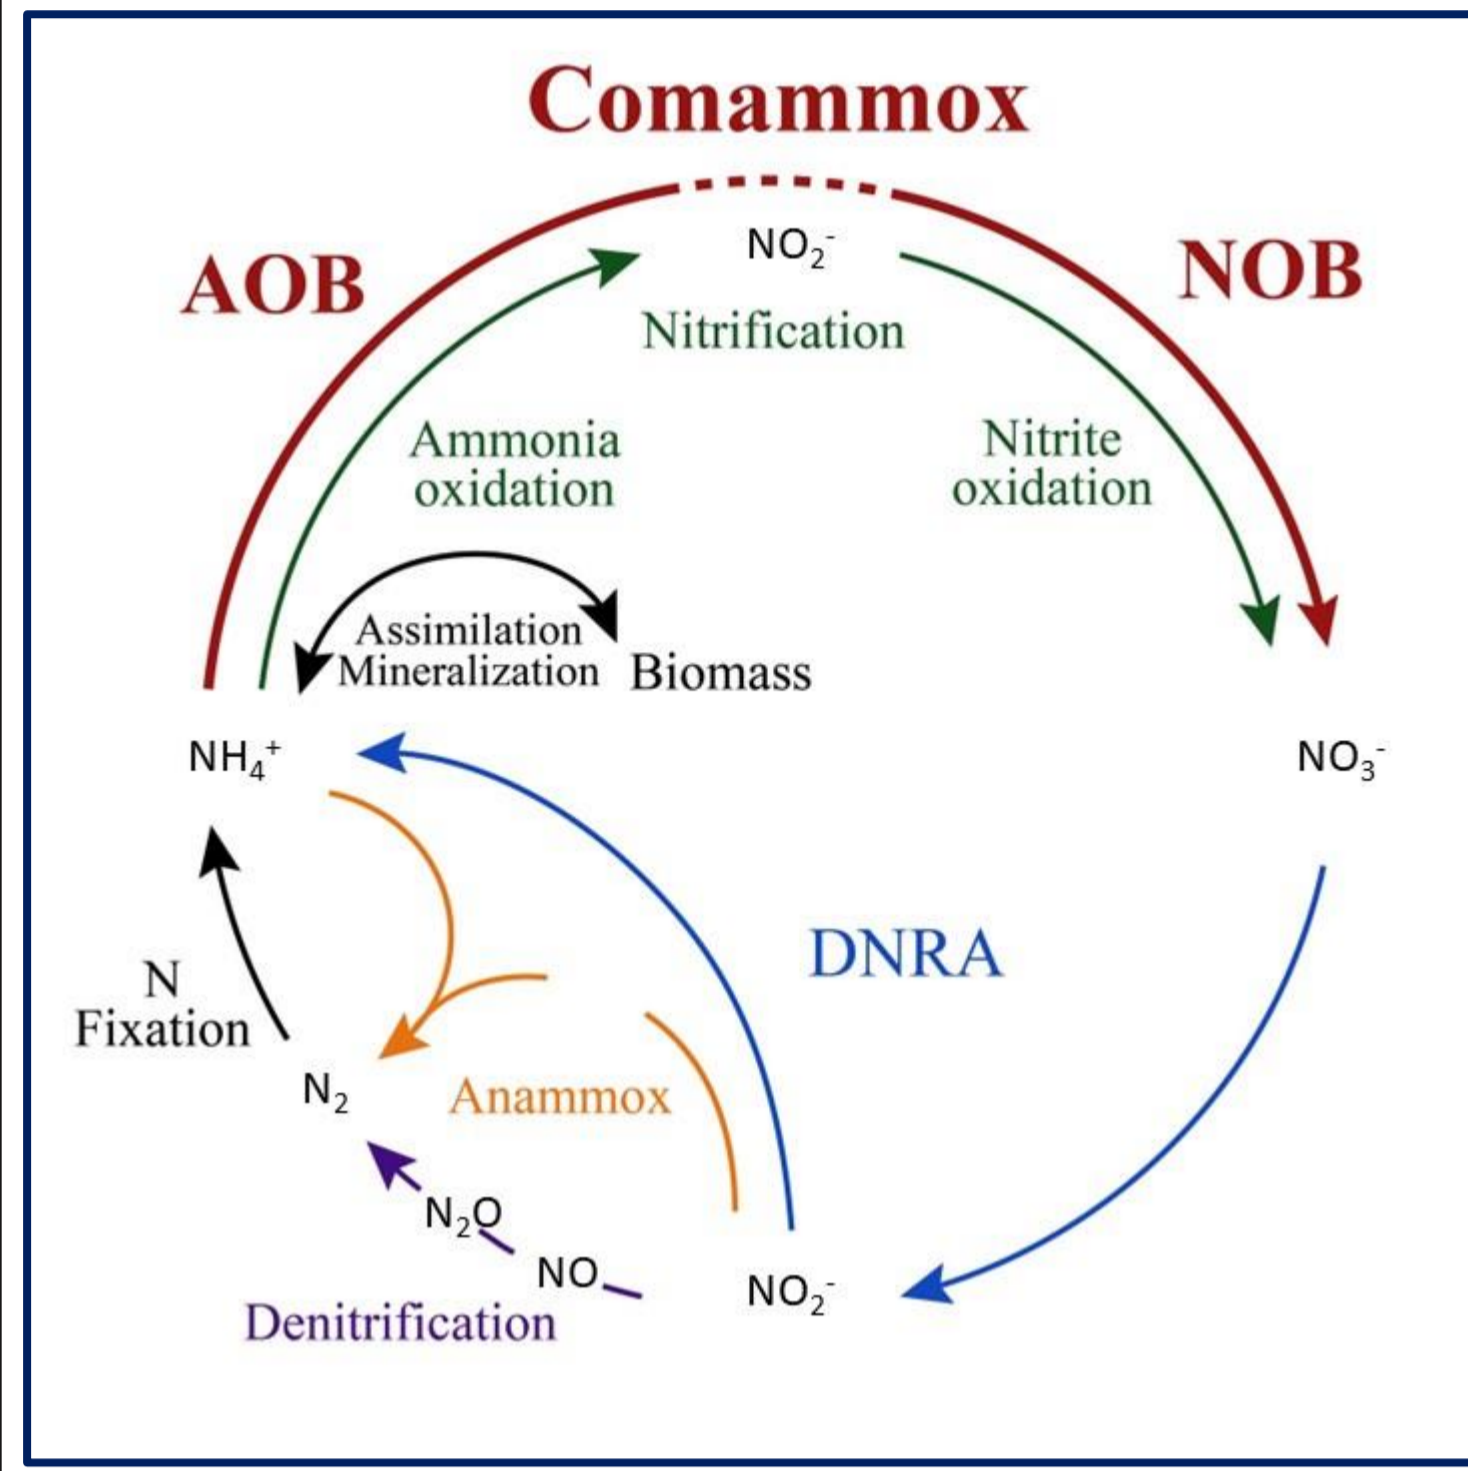 Comammox
AOB
NO₂⁻
NOB
Nitrification
Ammonia
oxidation
Nitrite
oxidation
Assimilation
Mineralization
Biomass
NH₄⁺
NO₃⁻
DNRA
N
Fixation
N₂
Anammox
N₂O
NO
NO₂⁻
Denitrification